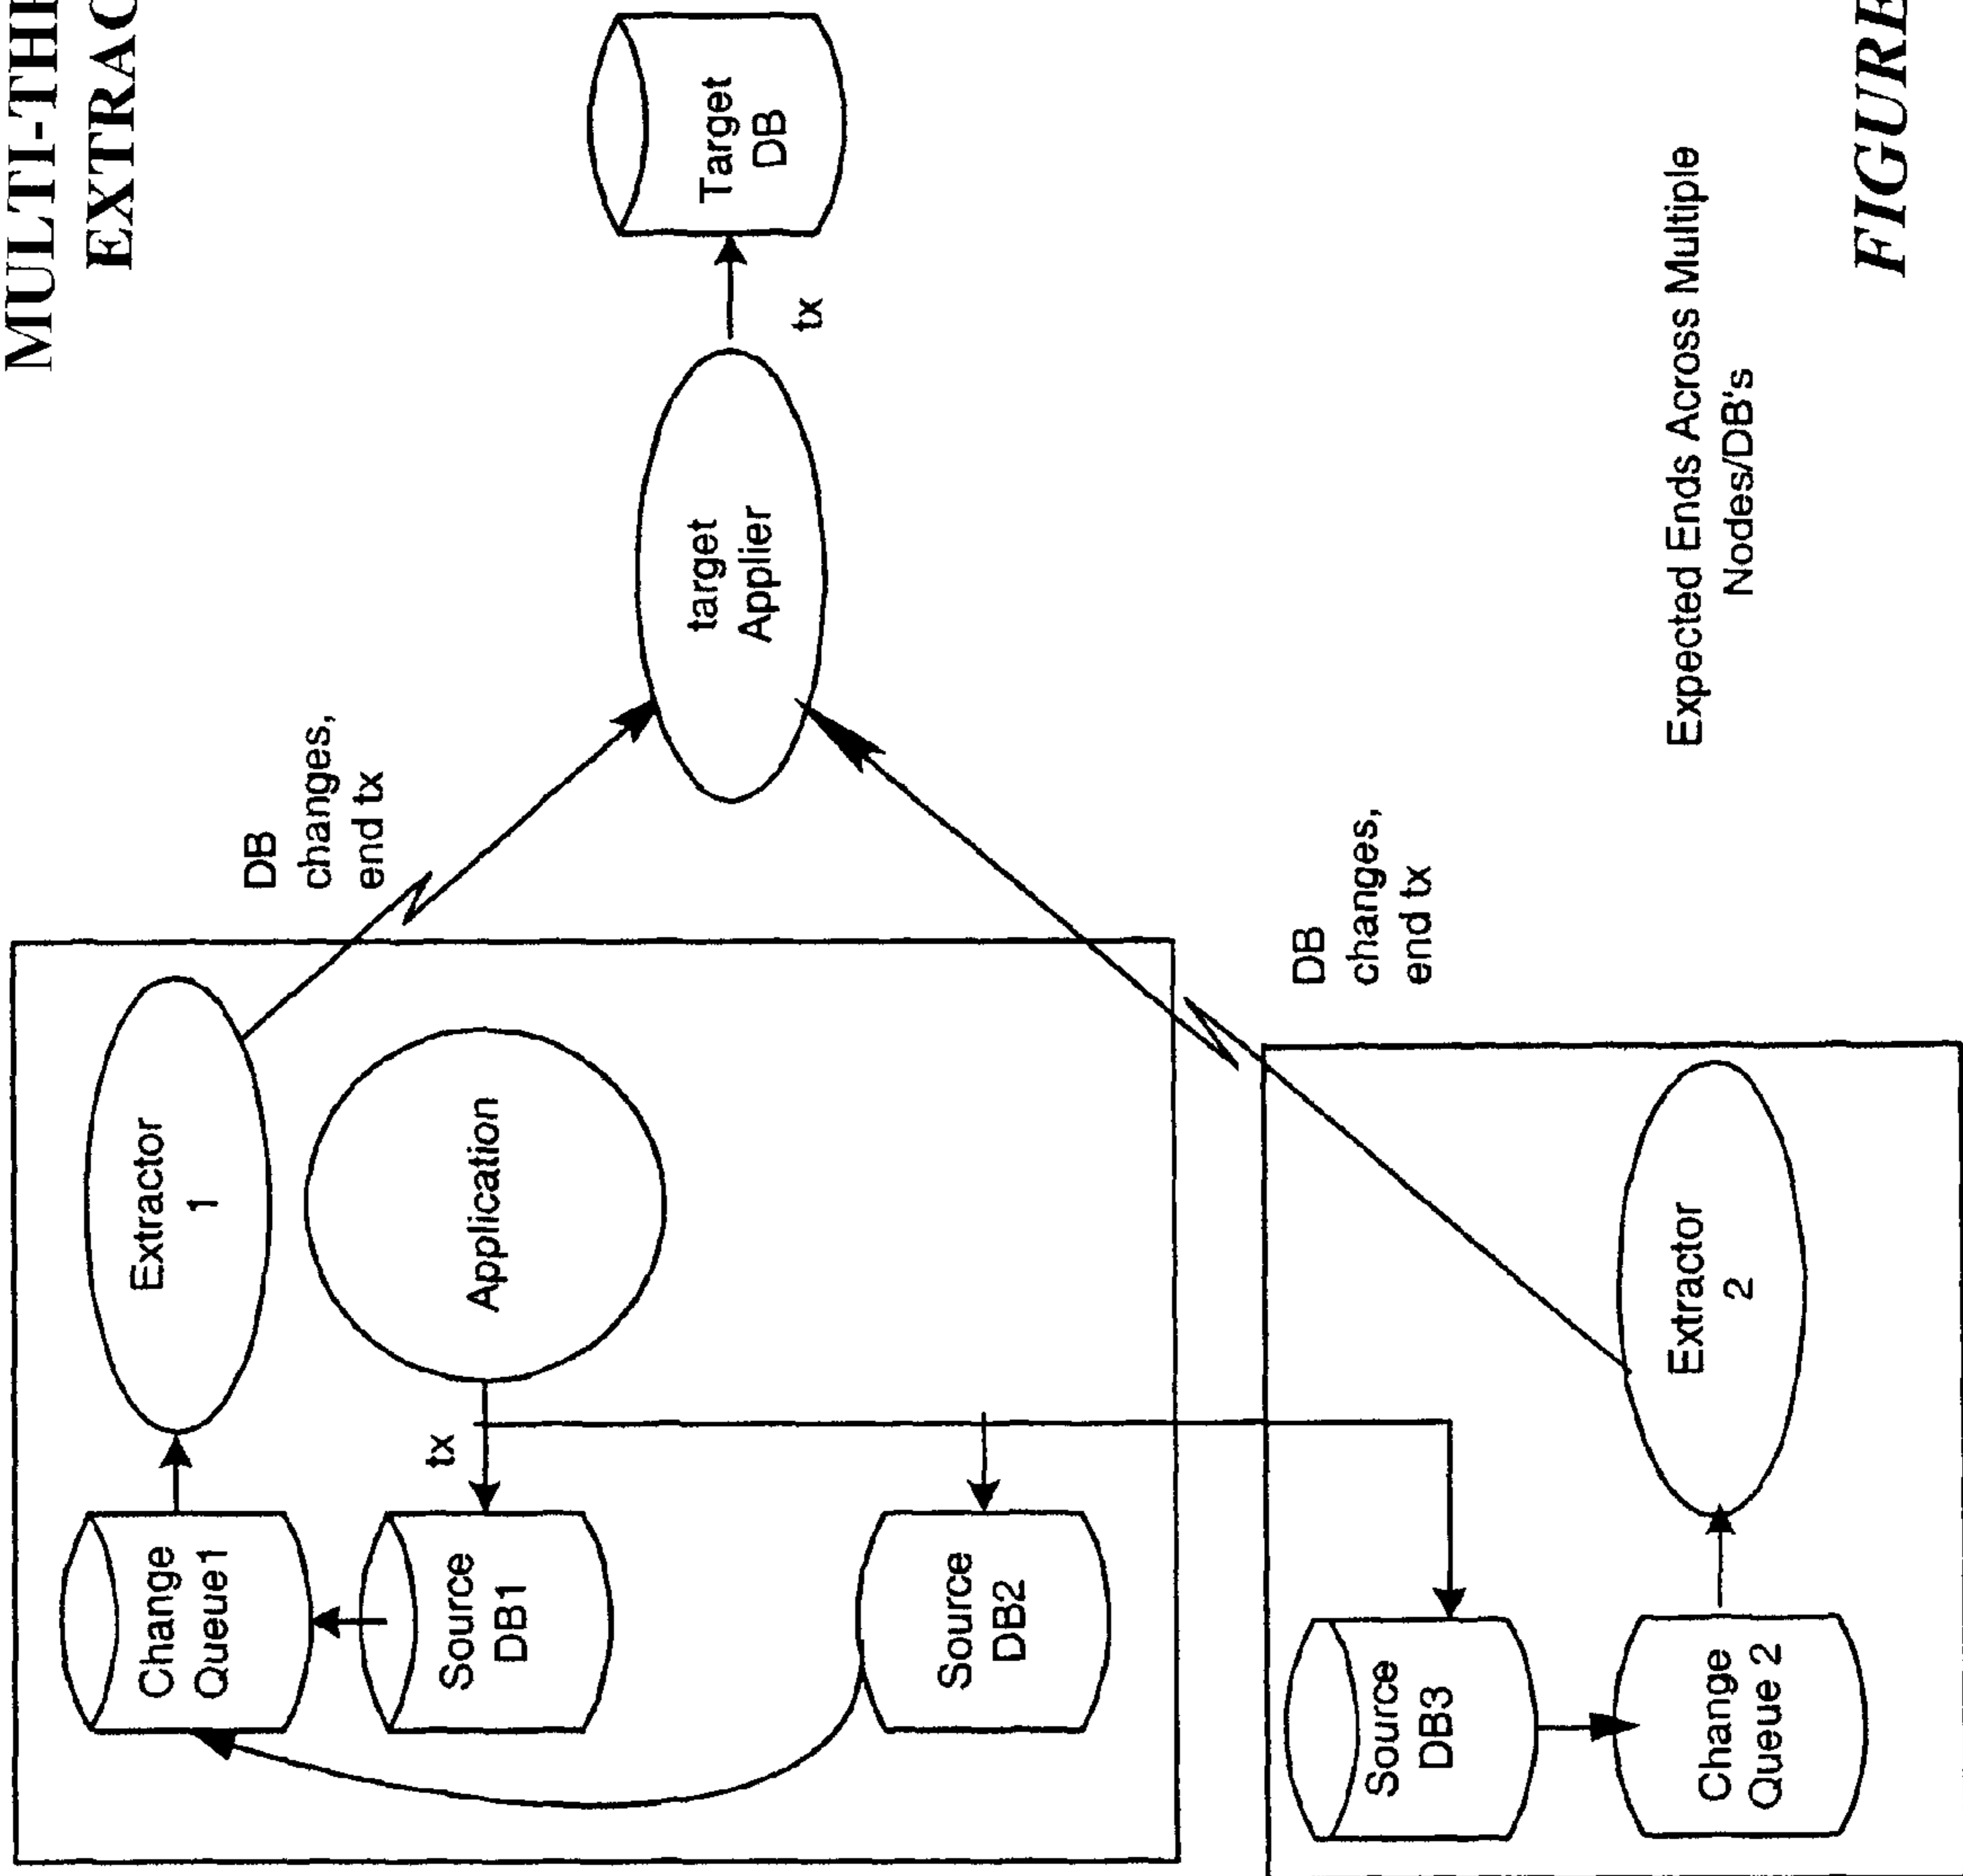 MULTI-THR
EXTRAC
Change
Queue1
Extractor
1
DB
changes,
end tx
tx
Source
DB1
Application
target
Applier
tx
Target
DB
Source
DB2
Source
DB3
DB
changes,
end tx
Change
Queue 2
Extractor
2
Expected Ends Across Multiple
Nodes/DB's
FIGURE